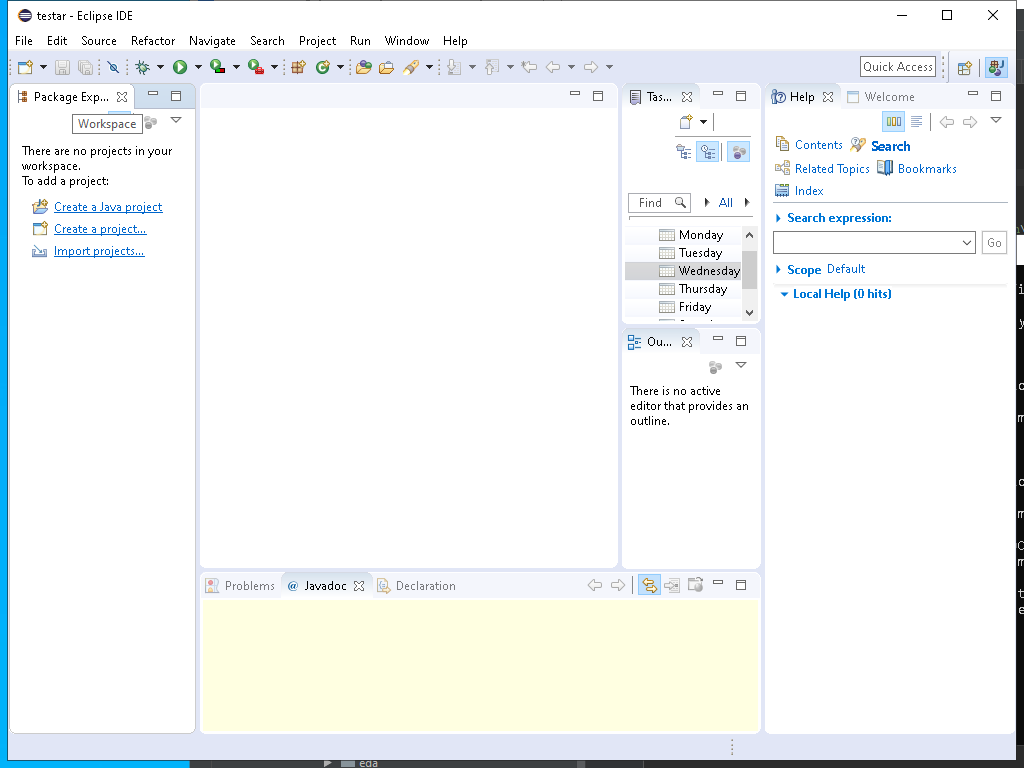 testar - Eclipse IDE
File Edit Source Refactor Navigate Search Project Run Window Help
Quick Access
Package Exp...
Workspace
There are no projects in your
workspace.
To add a project:
Create a Java project
Create a project...
Import projects...
Tas...
Find
All
Monday
Tuesday
Wednesday
Thursday
Friday
Ou...
There is no active
editor that provides an
outline.
Help
Welcome
Contents Search
Related Topics Bookmarks
Index
Search expression:
Go
Scope Default
Local Help (0 hits)
Problems @ Javadoc Declaration
eda